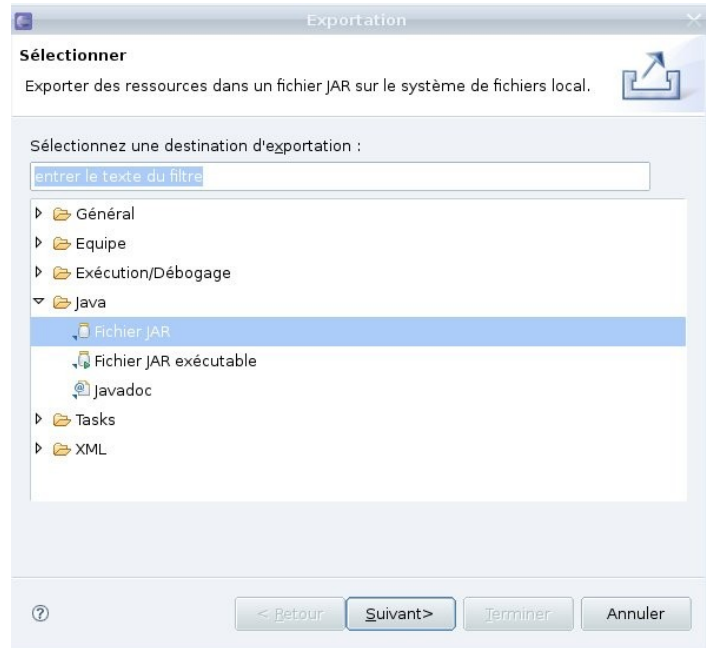 Exportation
Sélectionner
Exporter des ressources dans un fichier JAR sur le système de fichiers local.
Sélectionnez une destination d'exportation :
entrer le texte du filtre
Général
Equipe
Exécution/Débogage
Java
Fichier JAR
Fichier JAR exécutable
Javadoc
Tasks
XML
< Retour Suivant> Terminer Annuler